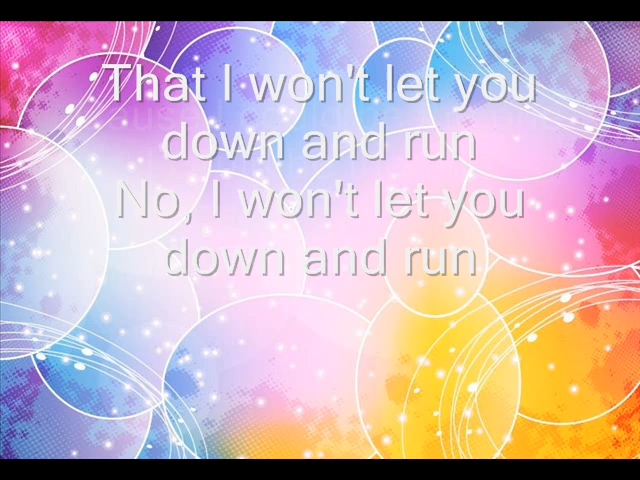 That I won't let you
down and run
No, I won't let you
down and run